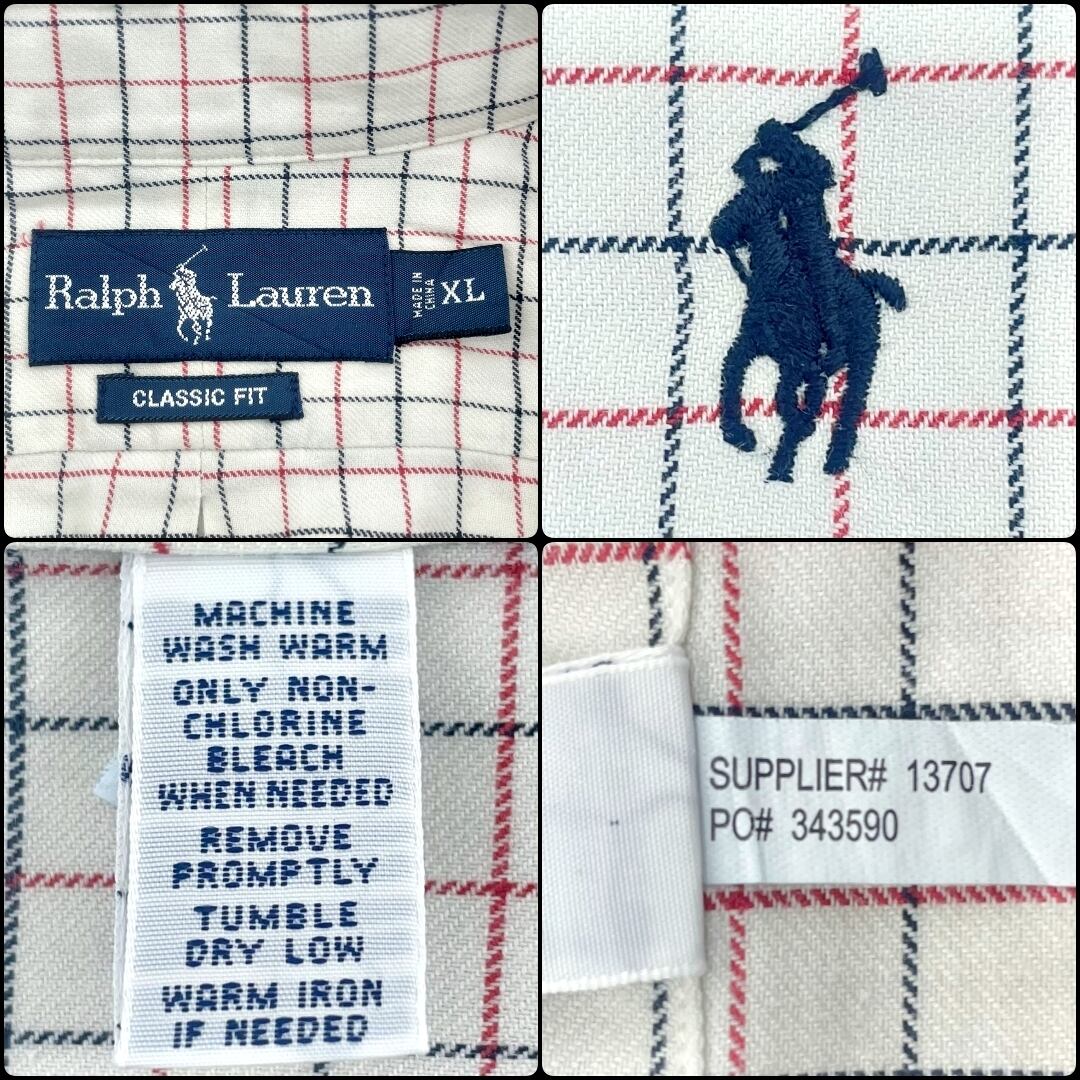 Ralph Lauren
MADE IN
CHINA
XL
CLASSIC FIT
MACHINE
WASH WARM
ONLY NON-
CHLORINE
BLEACH
WHEN NEEDED
REMOVE
PROMPTLY
TUMBLE
DRY LOW
WARM IRON
IF NEEDED
SUPPLIER# 13707
PO# 343590